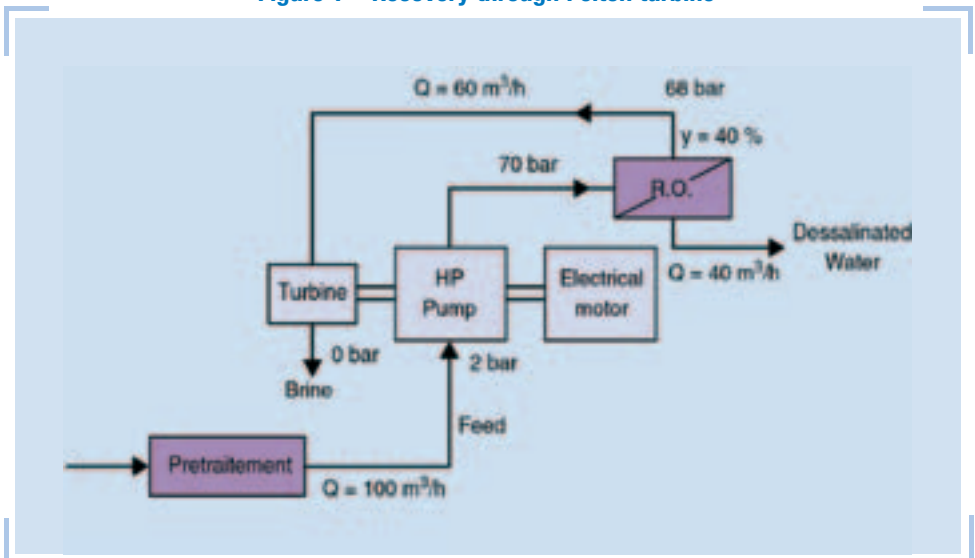 Q = 60 m³/h
68 bar
y = 40 %
70 bar
R.O.
Dessalinated
Water
Q = 40 m³/h
Turbine
HP
Pump
Electrical
motor
0 bar
Brine
2 bar
Feed
Pretraitement
Q = 100 m³/h